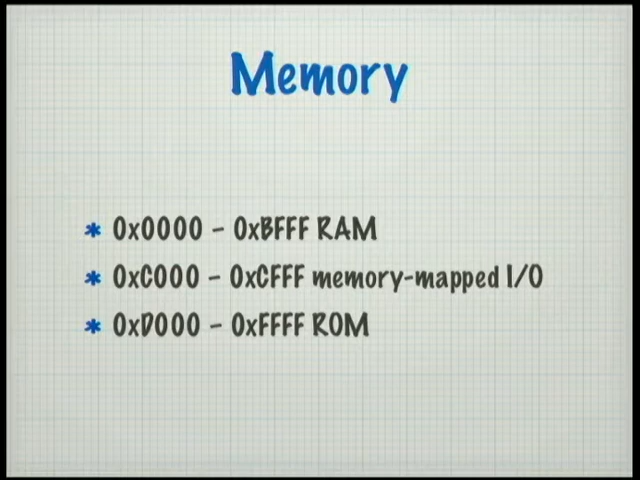 Memory
* 0x0000 - 0xBFFF RAM
* 0xC000 - 0xCFFF memory-mapped I/O
* 0xD000 - 0xFFFF ROM